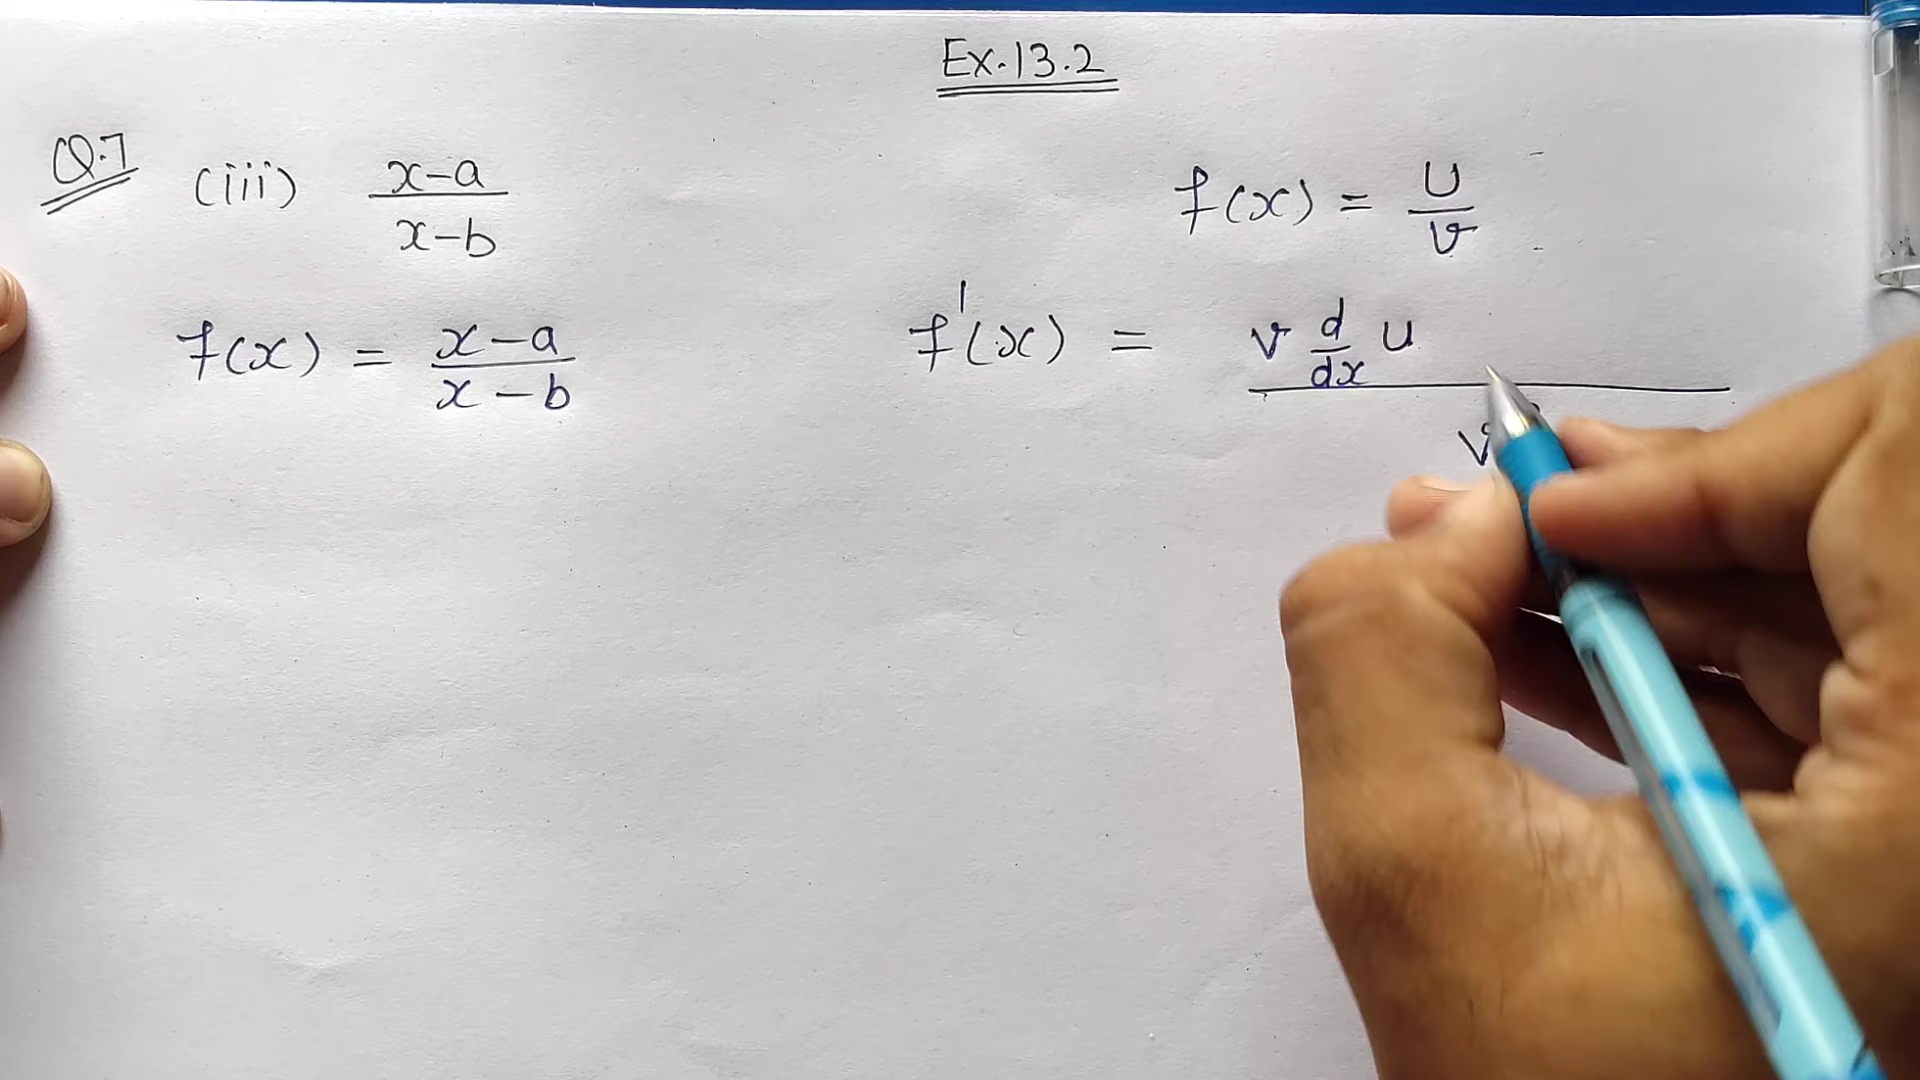 Ex.13.2
Q.7 (iii) x-a / x-b
f(x) = U / V
f(x) = x-a / x-b
f'(x) = v d/dx u / v